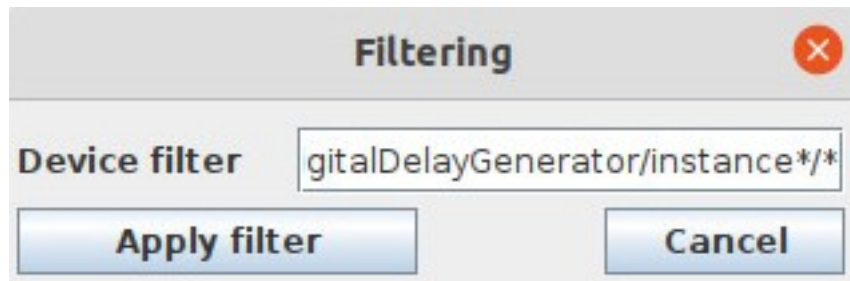 Filtering
Device filter gitalDelayGenerator/instance*/*
Apply filter Cancel